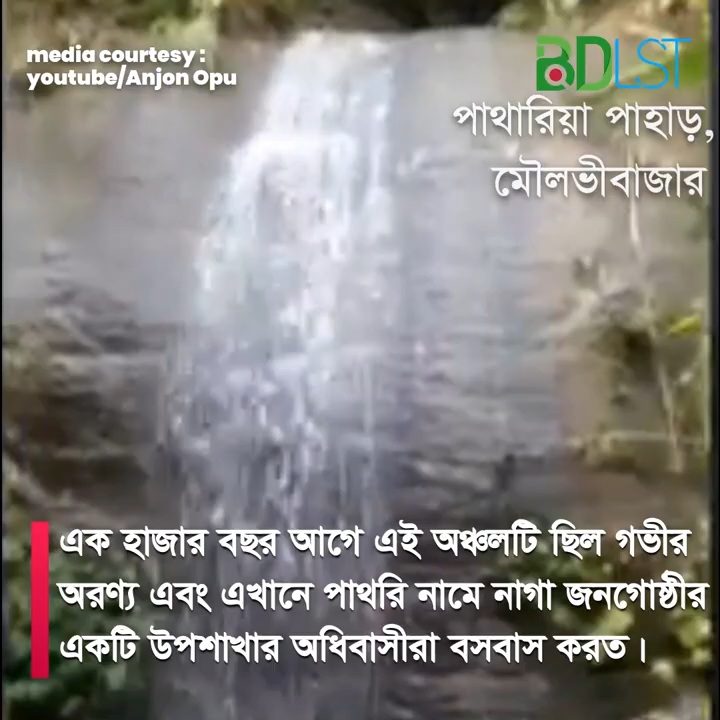 media courtesy :
youtube/Anjon Opu
BDLST
পাথারিয়া পাহাড়,
মৌলভীবাজার
এক হাজার বছর আগে এই অঞ্চলটি ছিল গভীর
অরণ্য এবং এখানে পাথরি নামে নাগা জনগোষ্ঠীর
একটি উপশাখার অধিবাসীরা বসবাস করত।